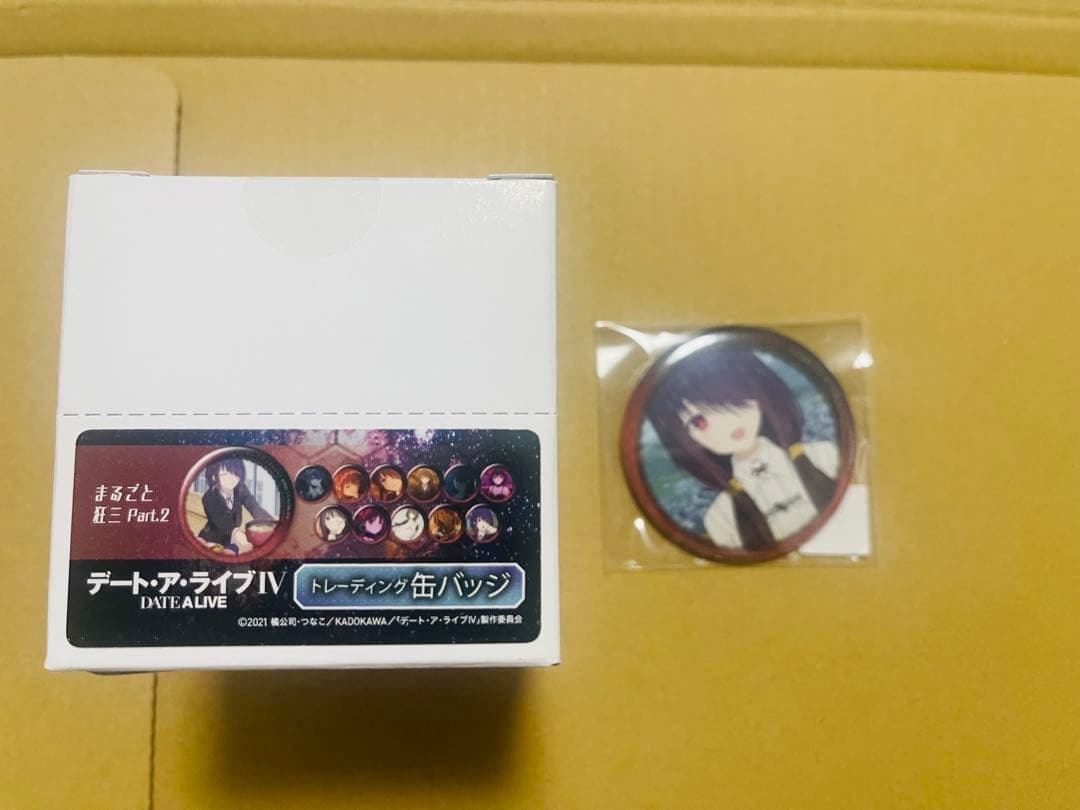 まるごと
狂三 Part.2
デート・ア・ライブIV
DATE A LIVE
トレーディング 缶バッジ
©2021 橘公司・つなこ/KADOKAWA/「デート・ア・ライブIV」製作委員会